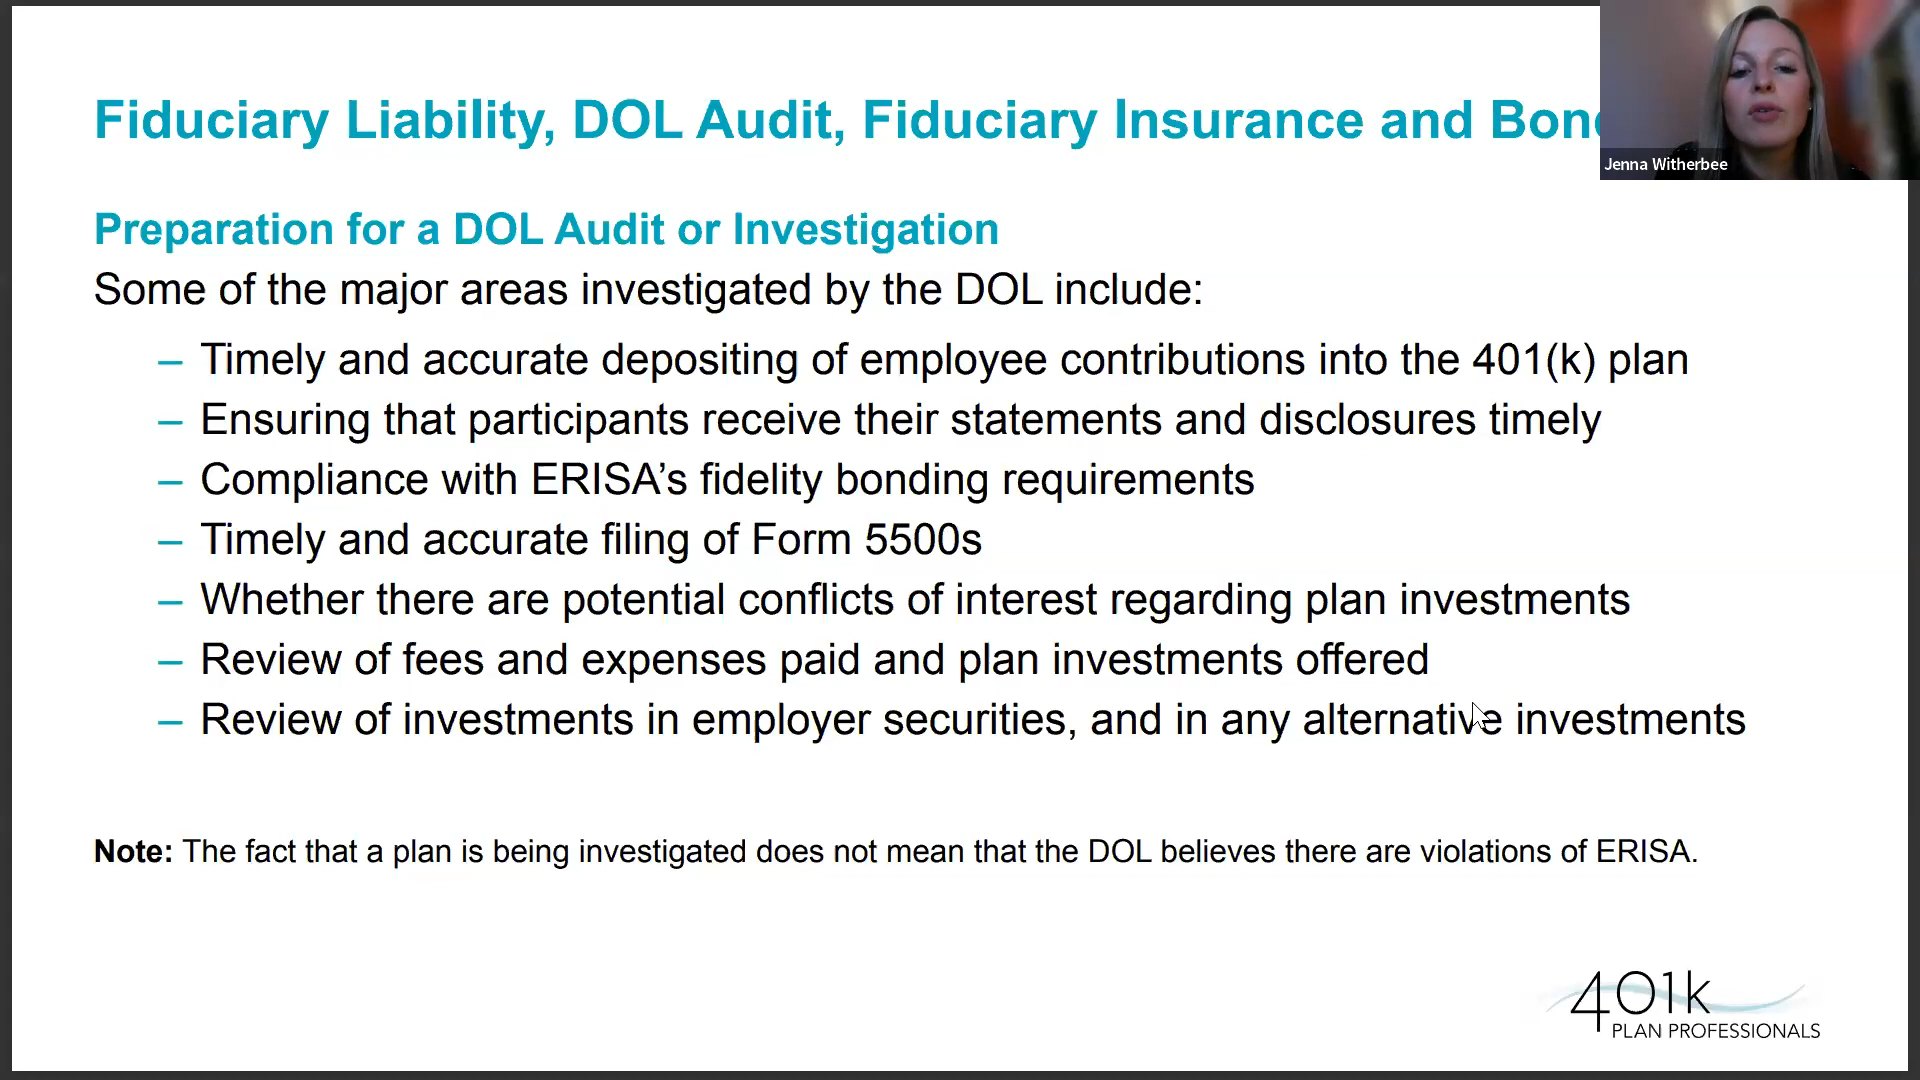 Fiduciary Liability, DOL Audit, Fiduciary Insurance and
Jenna Witherbee
Preparation for a DOL Audit or Investigation
Some of the major areas investigated by the DOL include:
– Timely and accurate depositing of employee contributions into the 401(k) plan
– Ensuring that participants receive their statements and disclosures timely
– Compliance with ERISA’s fidelity bonding requirements
– Timely and accurate filing of Form 5500s
– Whether there are potential conflicts of interest regarding plan investments
– Review of fees and expenses paid and plan investments offered
– Review of investments in employer securities, and in any alternative investments
Note: The fact that a plan is being investigated does not mean that the DOL believes there are violations of ERISA.
401k
PLAN PROFESSIONALS